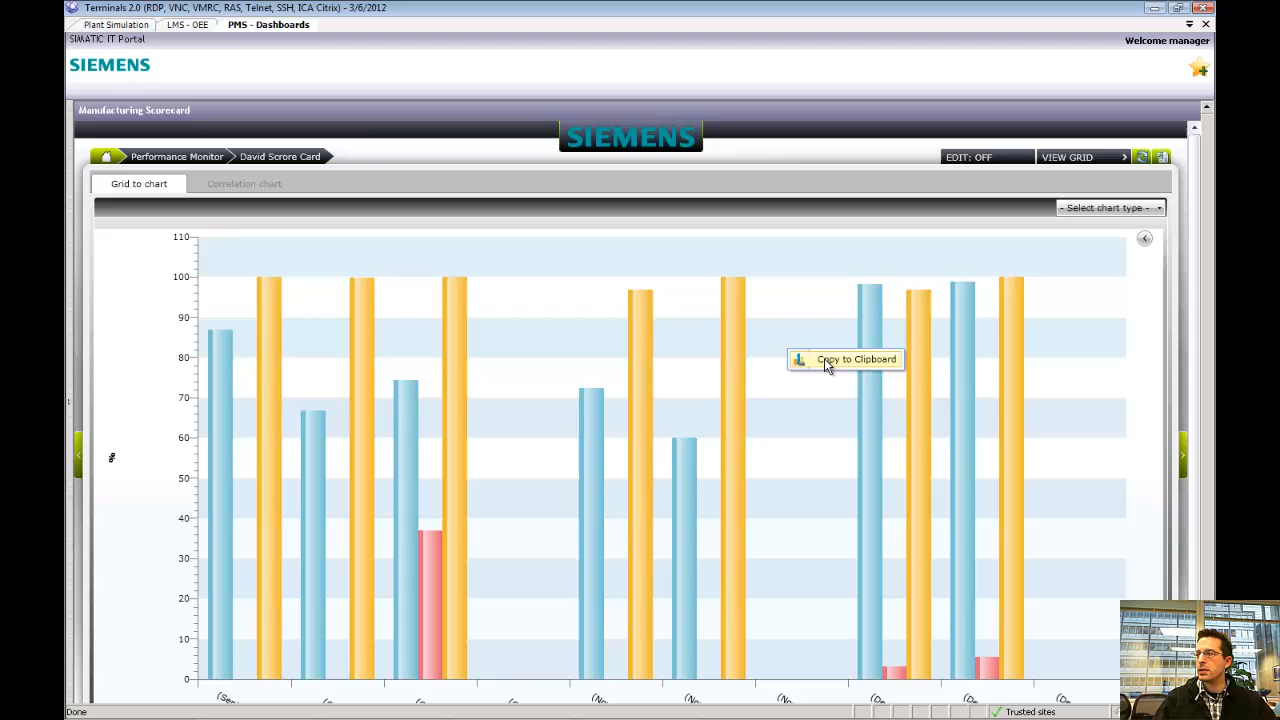 Terminals 2.0 (RDP, VNC, VMRC, RAS, Telnet, SSH, ICA Citrix) - 3/6/2012
Plant Simulation LMS - OEE PMS - Dashboards
SIMATIC IT Portal
Welcome manager
SIEMENS
Manufacturing Scorecard
SIEMENS
Performance Monitor David Scrore Card EDIT: OFF VIEW GRID
Grid to chart Correlation chart
- Select chart type -
110
100
90
80
Copy to Clipboard
70
60
%
50
40
30
20
10
0
Done Trusted sites